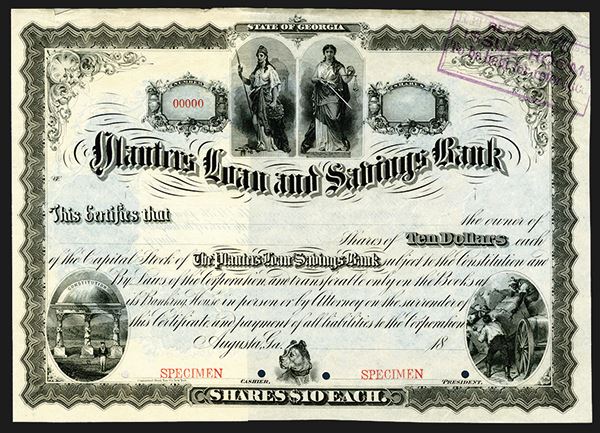 STATE OF GEORGIA
NUMBER
00000
SHARES
Planters Loan and Savings Bank
This Certifies that
the owner of
Shares of Ten Dollars each
of the Capital Stock of The Planters Loan & Savings Bank subject to the Constitution and
By Laws of the Corporation and transferable only on the Books at
its Banking House in person or by Attorney on the surrender of
this Certificate and payment of all liabilities to the Corporation
CONSTITUTION
Augusta, Ga. 18
SPECIMEN
SPECIMEN
CASHIER.
PRESIDENT.
SHARES $10 EACH.